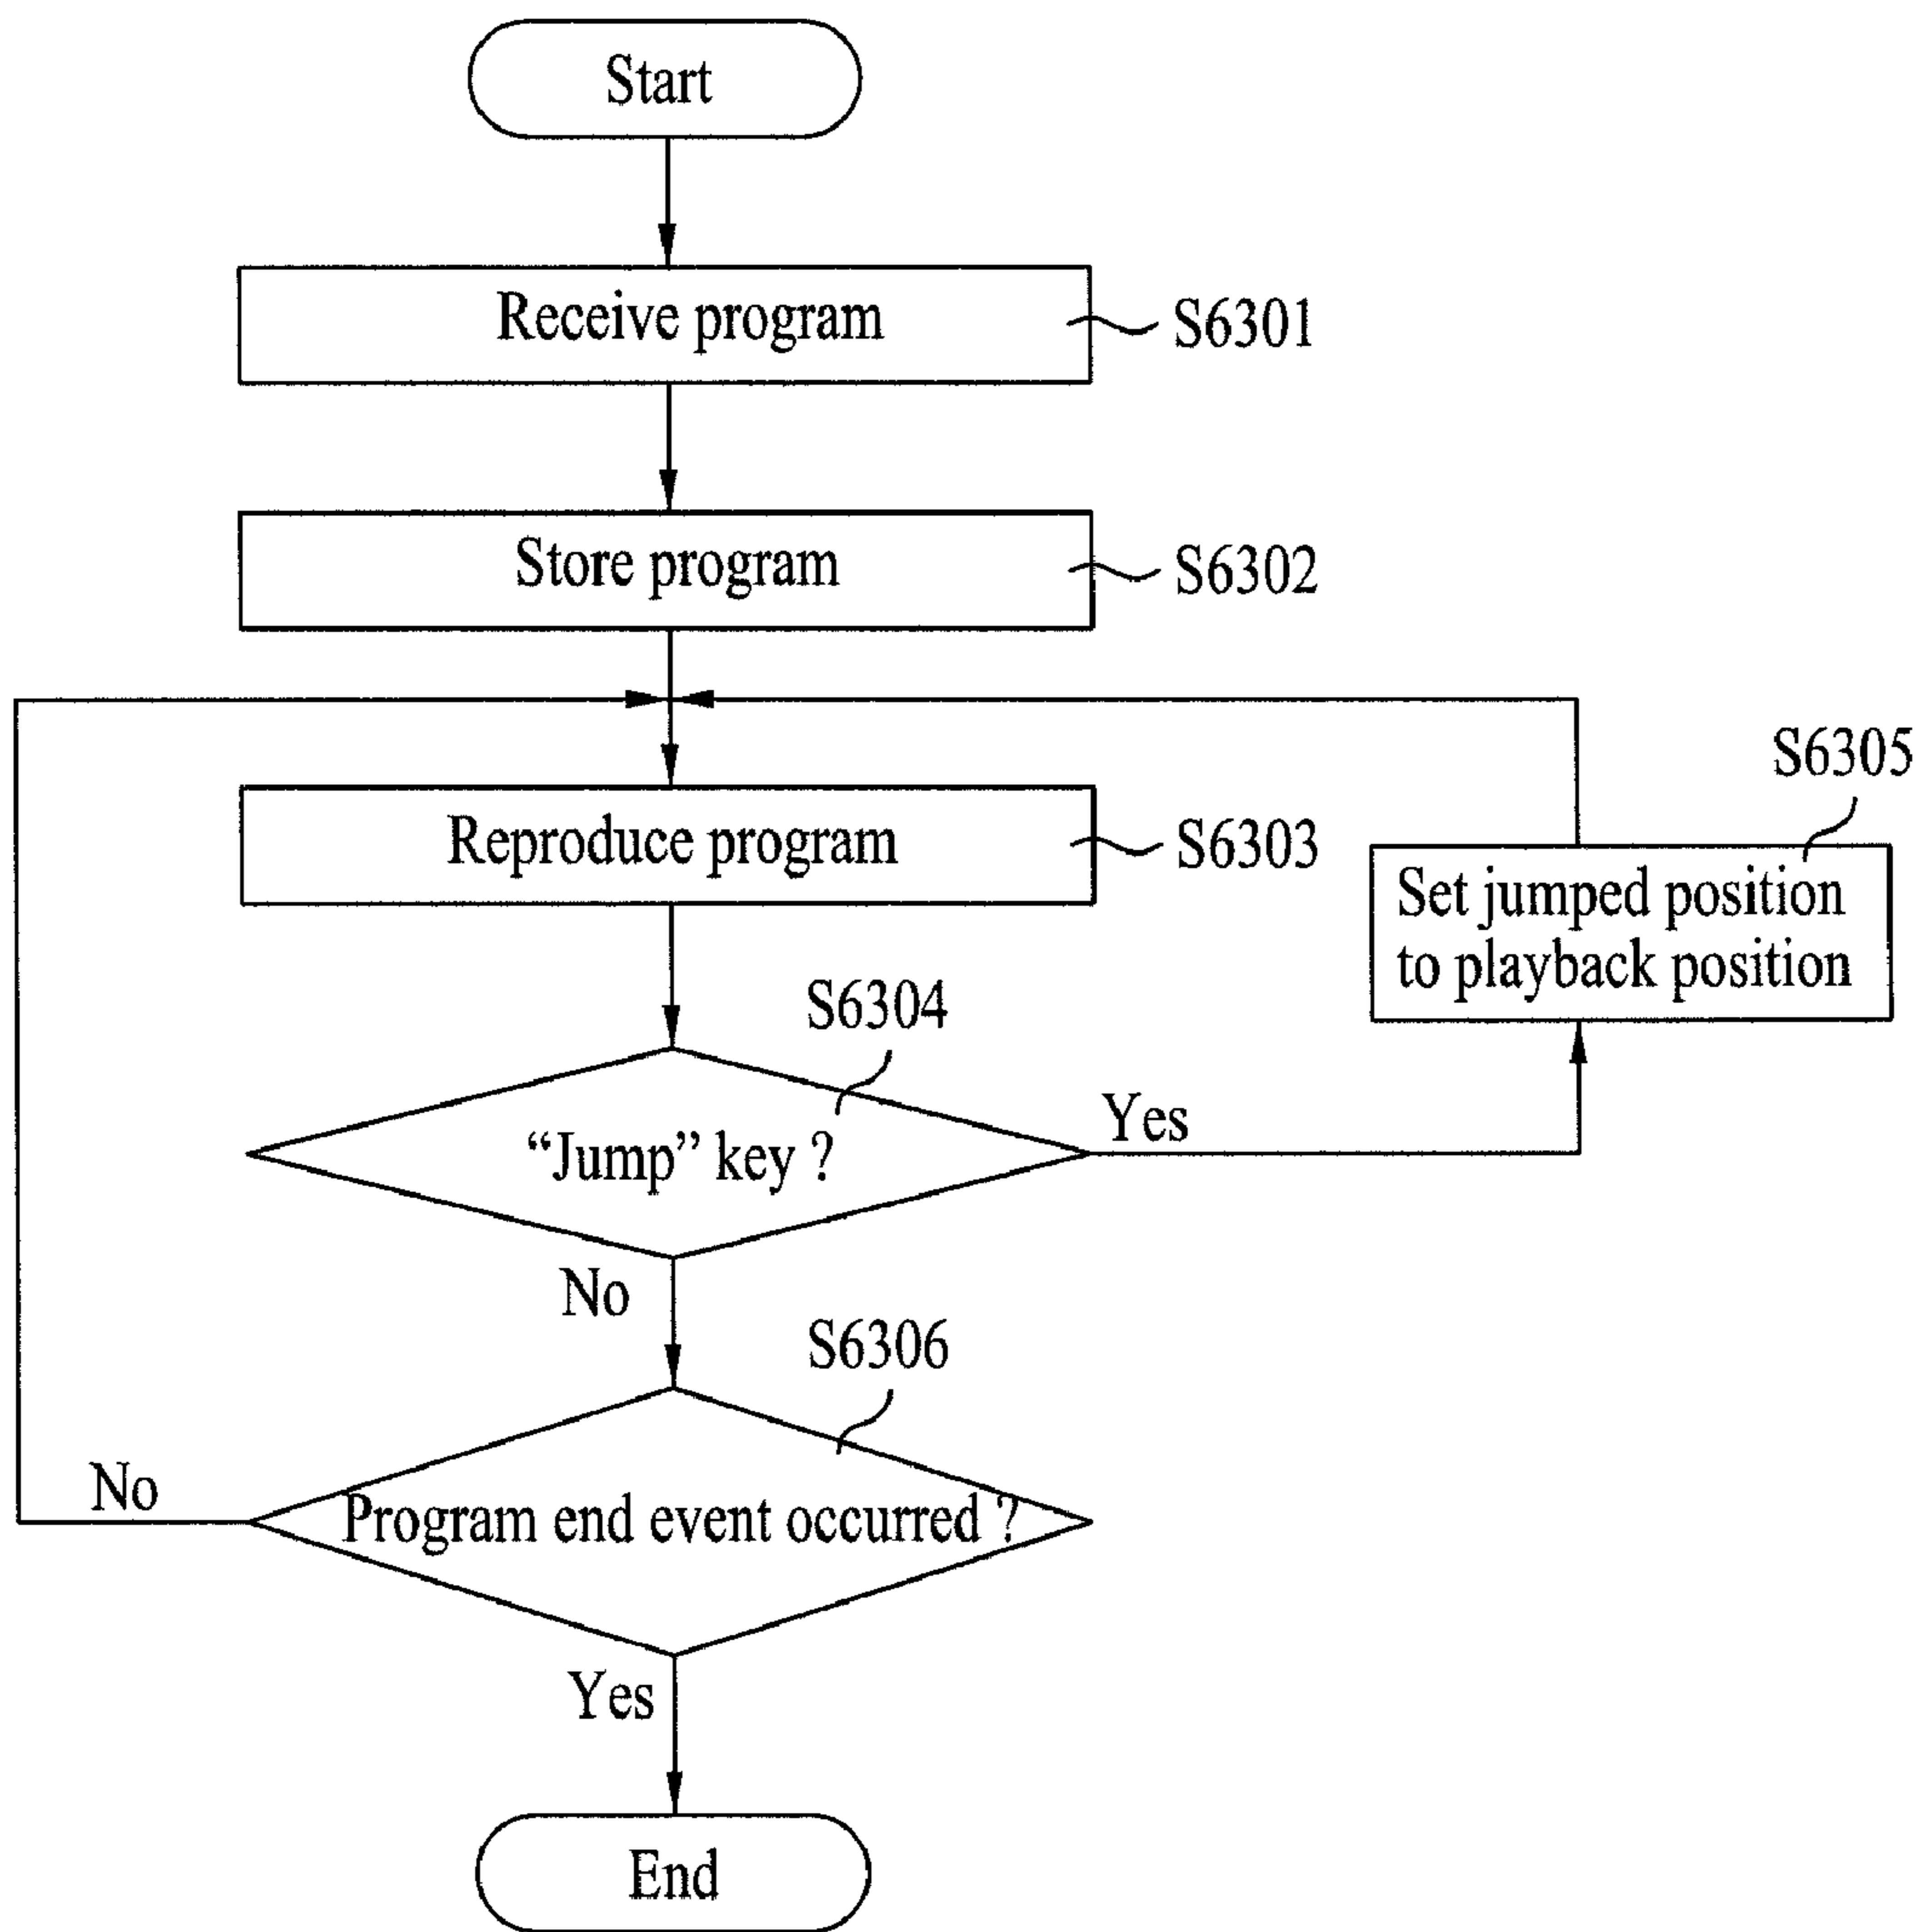 Start
Receive program
S6301
Store program
S6302
Reproduce program
S6303
S6305
Set jumped position
to playback position
S6304
“Jump” key ?
Yes
No
S6306
Program end event occurred ?
No
Yes
End